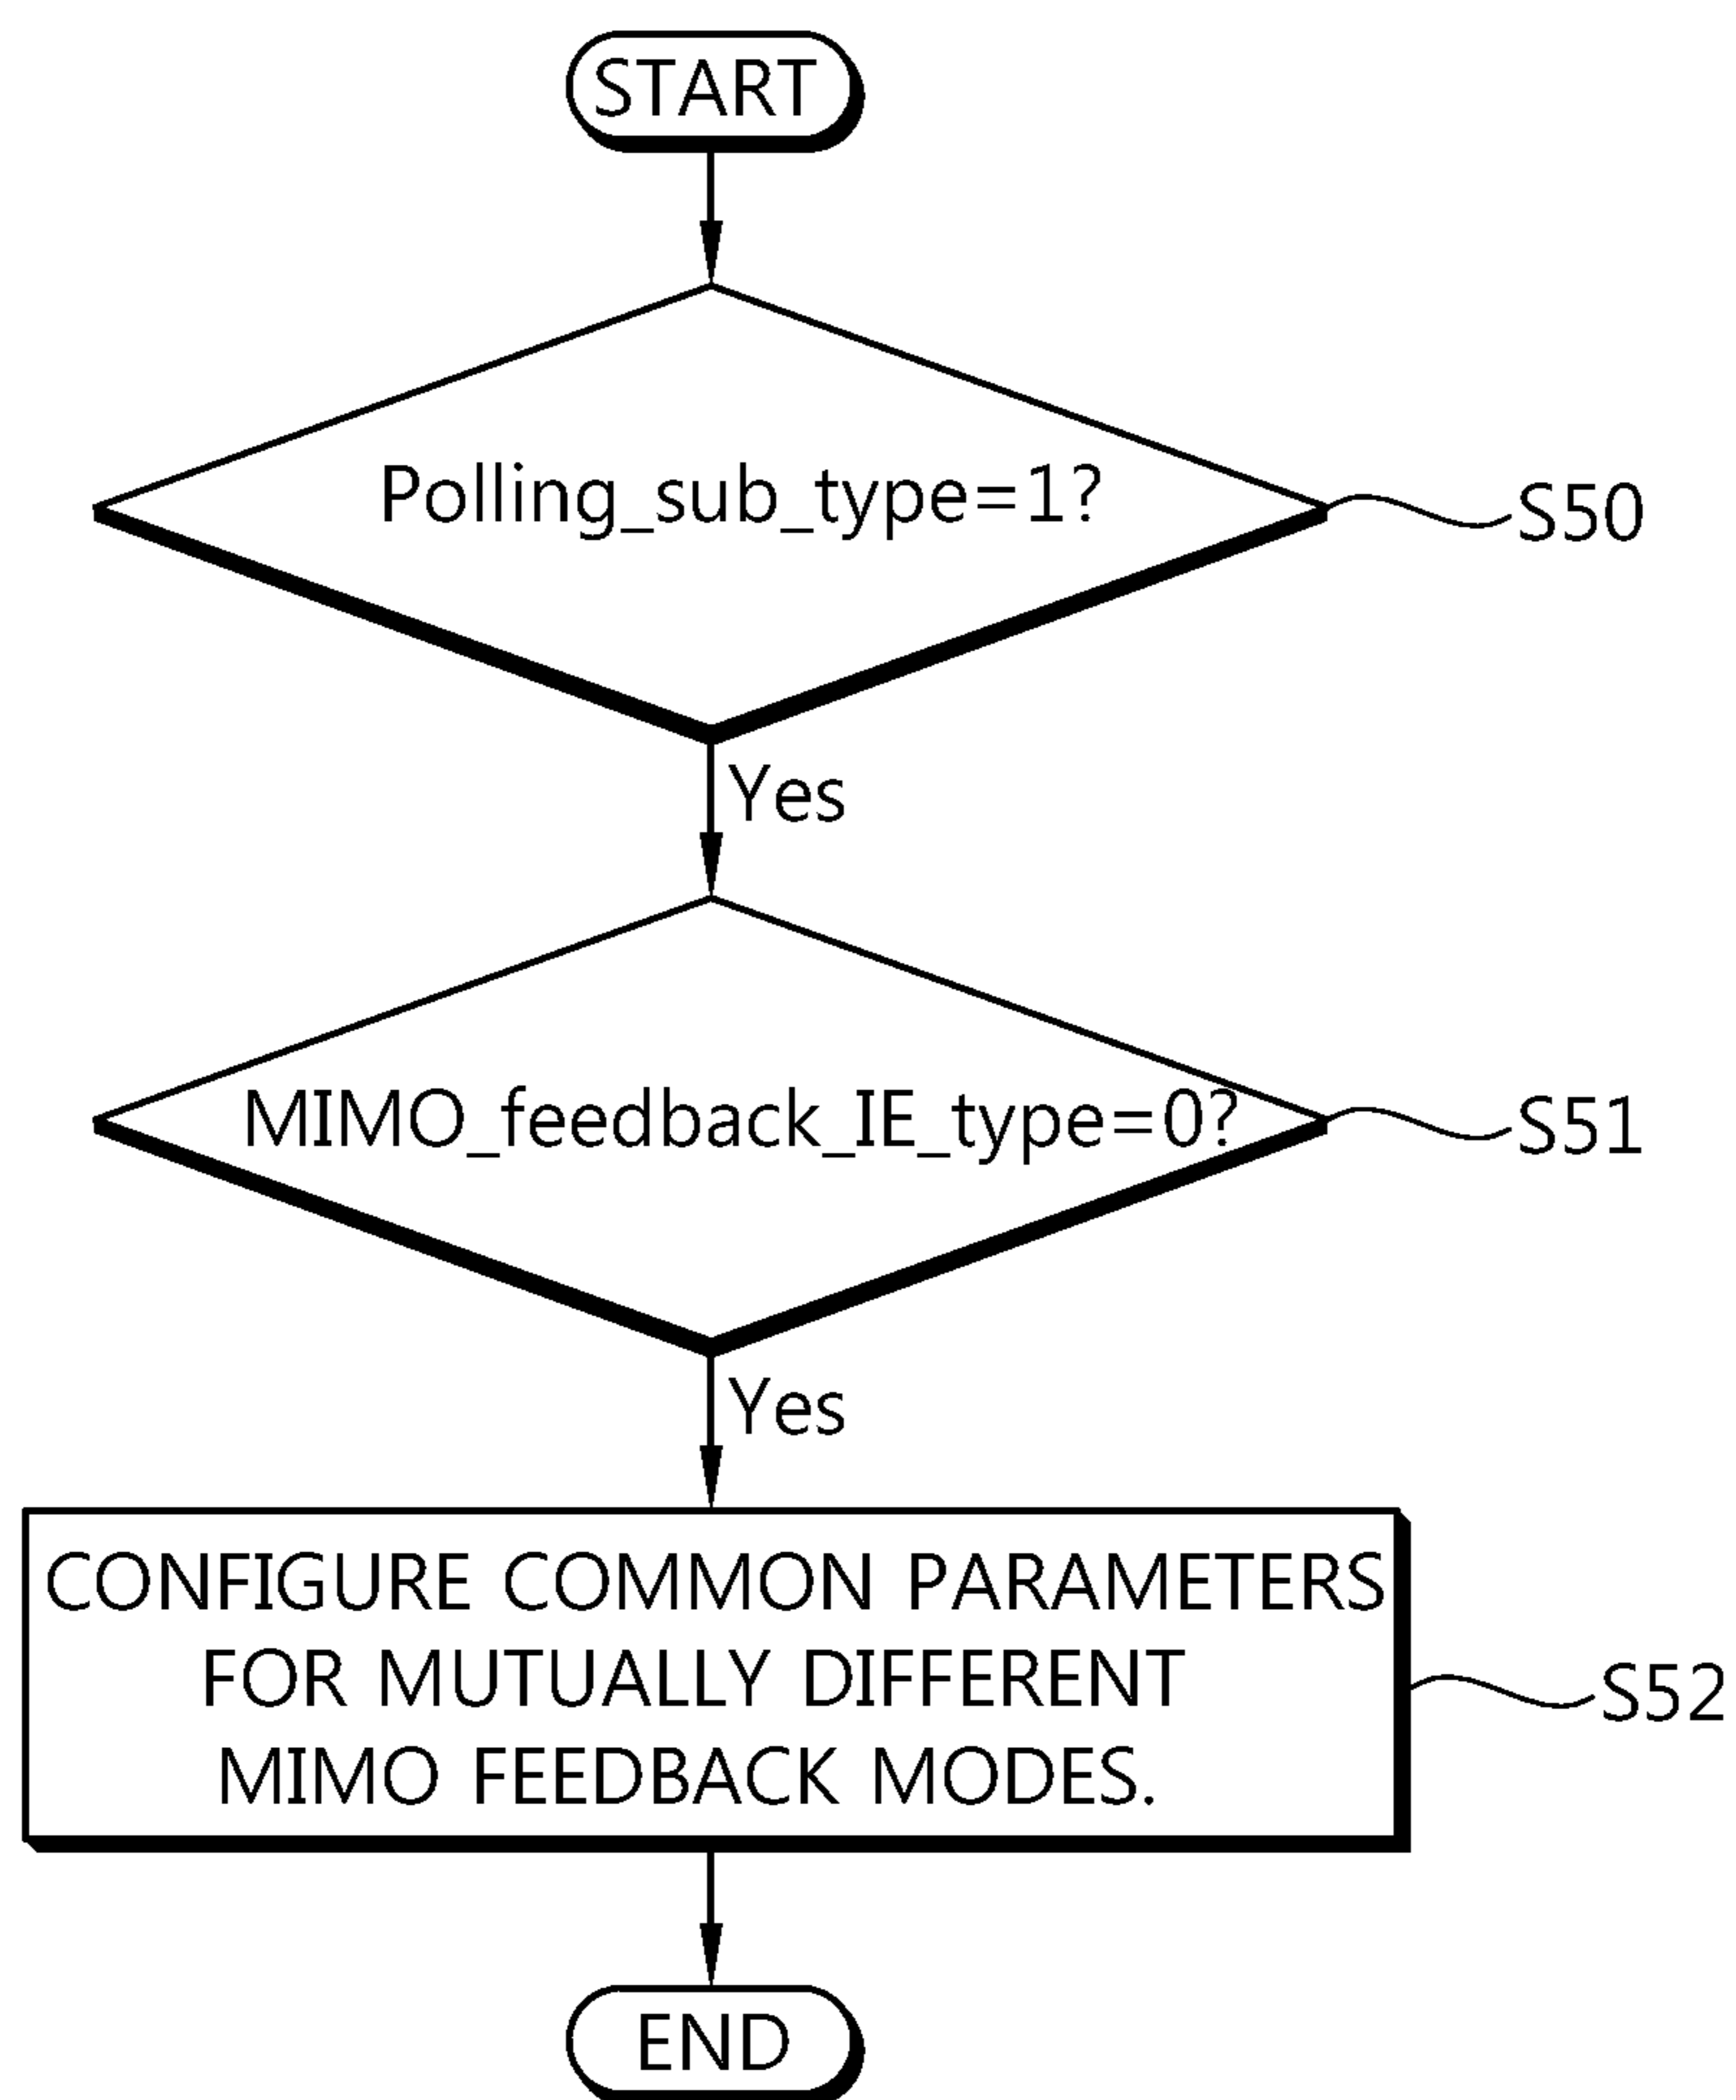 START
Polling_sub_type=1?
S50
Yes
MIMO_feedback_IE_type=0?
S51
Yes
CONFIGURE COMMON PARAMETERS
FOR MUTUALLY DIFFERENT
MIMO FEEDBACK MODES.
S52
END